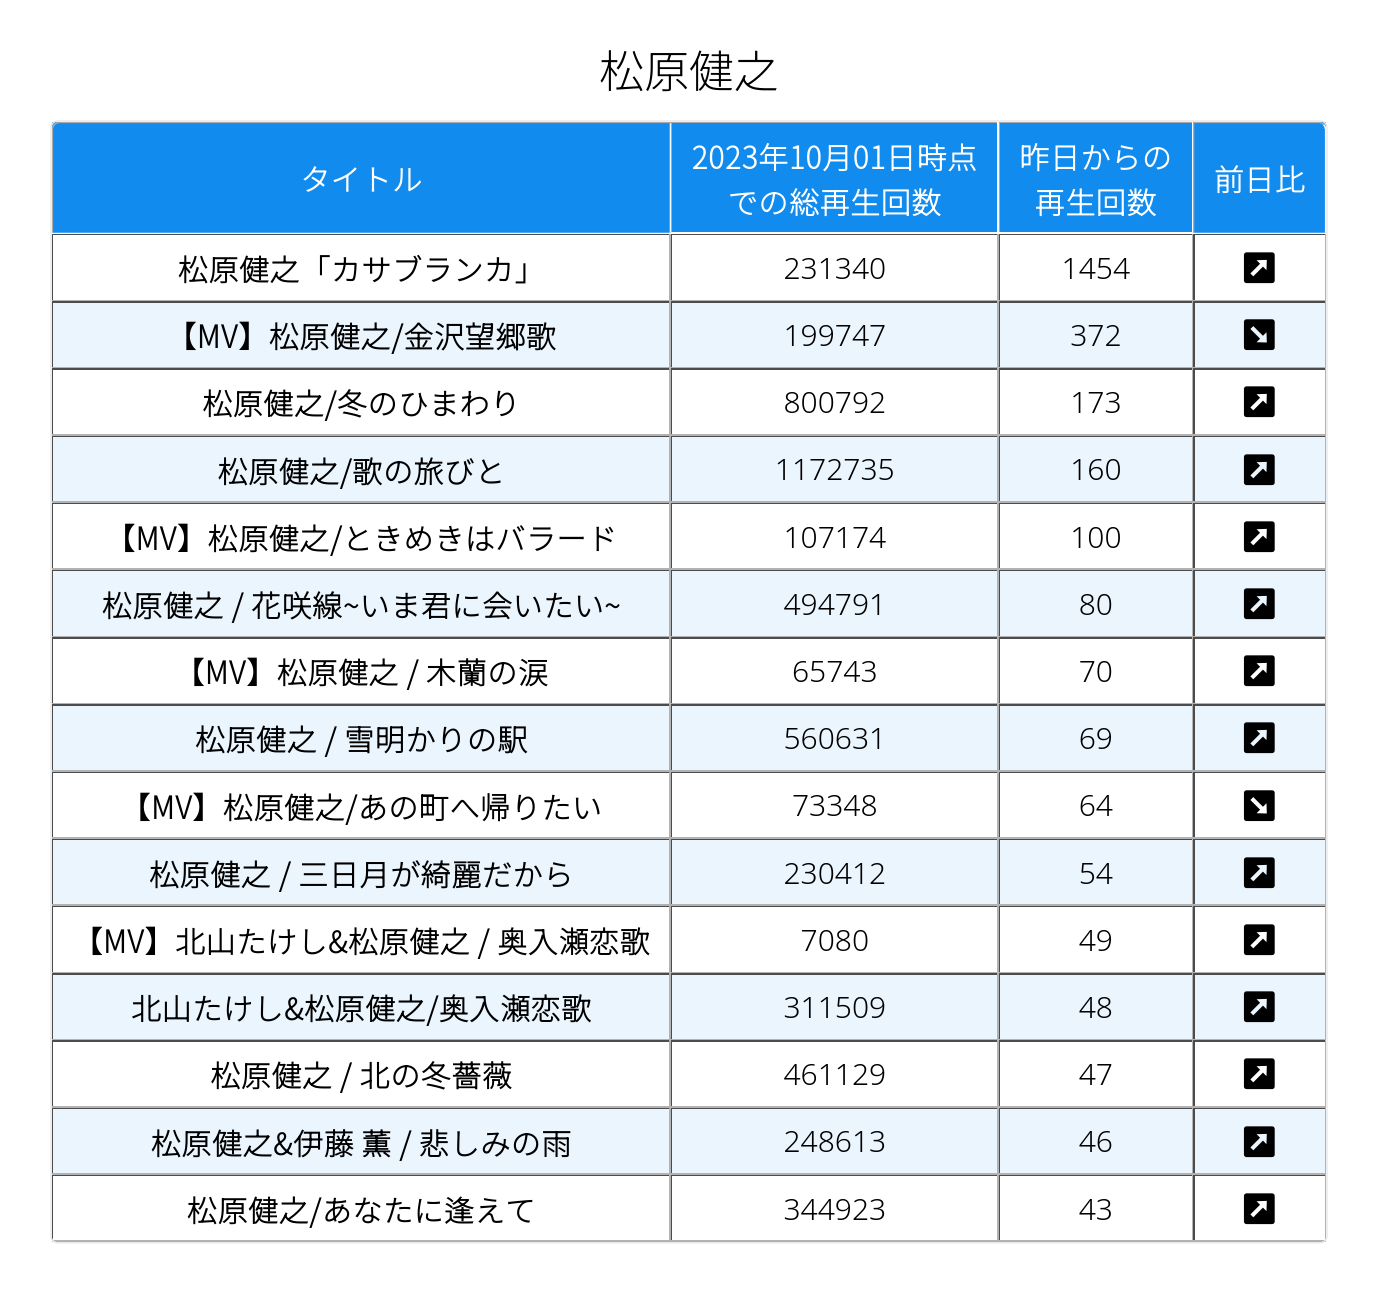 松原健之
タイトル
2023年10月01日時点
での総再生回数
昨日からの
再生回数
前日比
松原健之「カサブランカ」 231340 1454
【MV】松原健之/金沢望郷歌 199747 372
松原健之/冬のひまわり 800792 173
松原健之/歌の旅びと 1172735 160
【MV】松原健之/ときめきはバラード 107174 100
松原健之 / 花咲線~いま君に会いたい~ 494791 80
【MV】松原健之 / 木蘭の涙 65743 70
松原健之 / 雪明かりの駅 560631 69
【MV】松原健之/あの町へ帰りたい 73348 64
松原健之 / 三日月が綺麗だから 230412 54
【MV】北山たけし&松原健之 / 奥入瀬恋歌 7080 49
北山たけし&松原健之/奥入瀬恋歌 311509 48
松原健之 / 北の冬薔薇 461129 47
松原健之&伊藤 薫 / 悲しみの雨 248613 46
松原健之/あなたに逢えて 344923 43